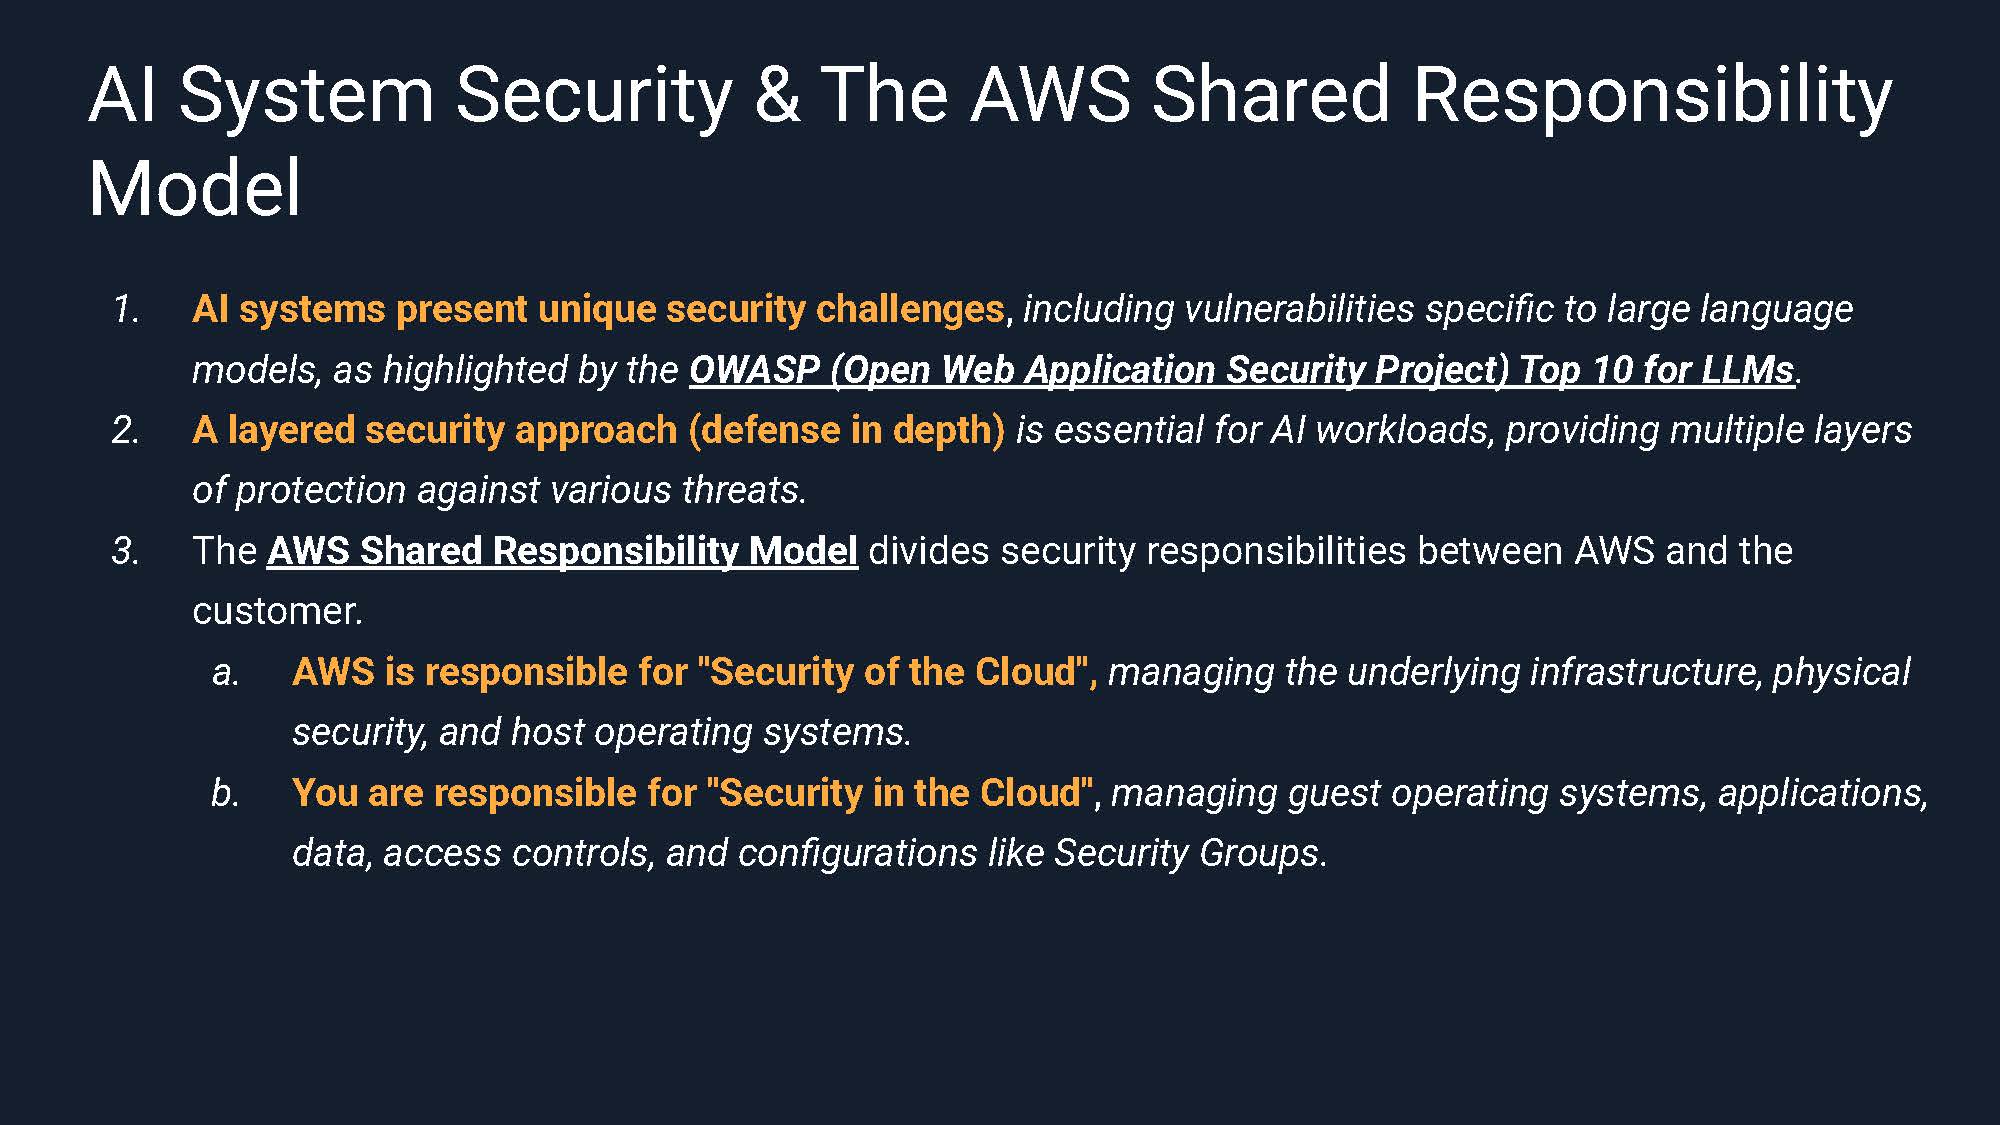 AI System Security & The AWS Shared Responsibility
Model
1. AI systems present unique security challenges, including vulnerabilities specific to large language
models, as highlighted by the OWASP (Open Web Application Security Project) Top 10 for LLMs.
2. A layered security approach (defense in depth) is essential for AI workloads, providing multiple layers
of protection against various threats.
3. The AWS Shared Responsibility Model divides security responsibilities between AWS and the
customer.
a. AWS is responsible for "Security of the Cloud", managing the underlying infrastructure, physical
security, and host operating systems.
b. You are responsible for "Security in the Cloud", managing guest operating systems, applications,
data, access controls, and configurations like Security Groups.